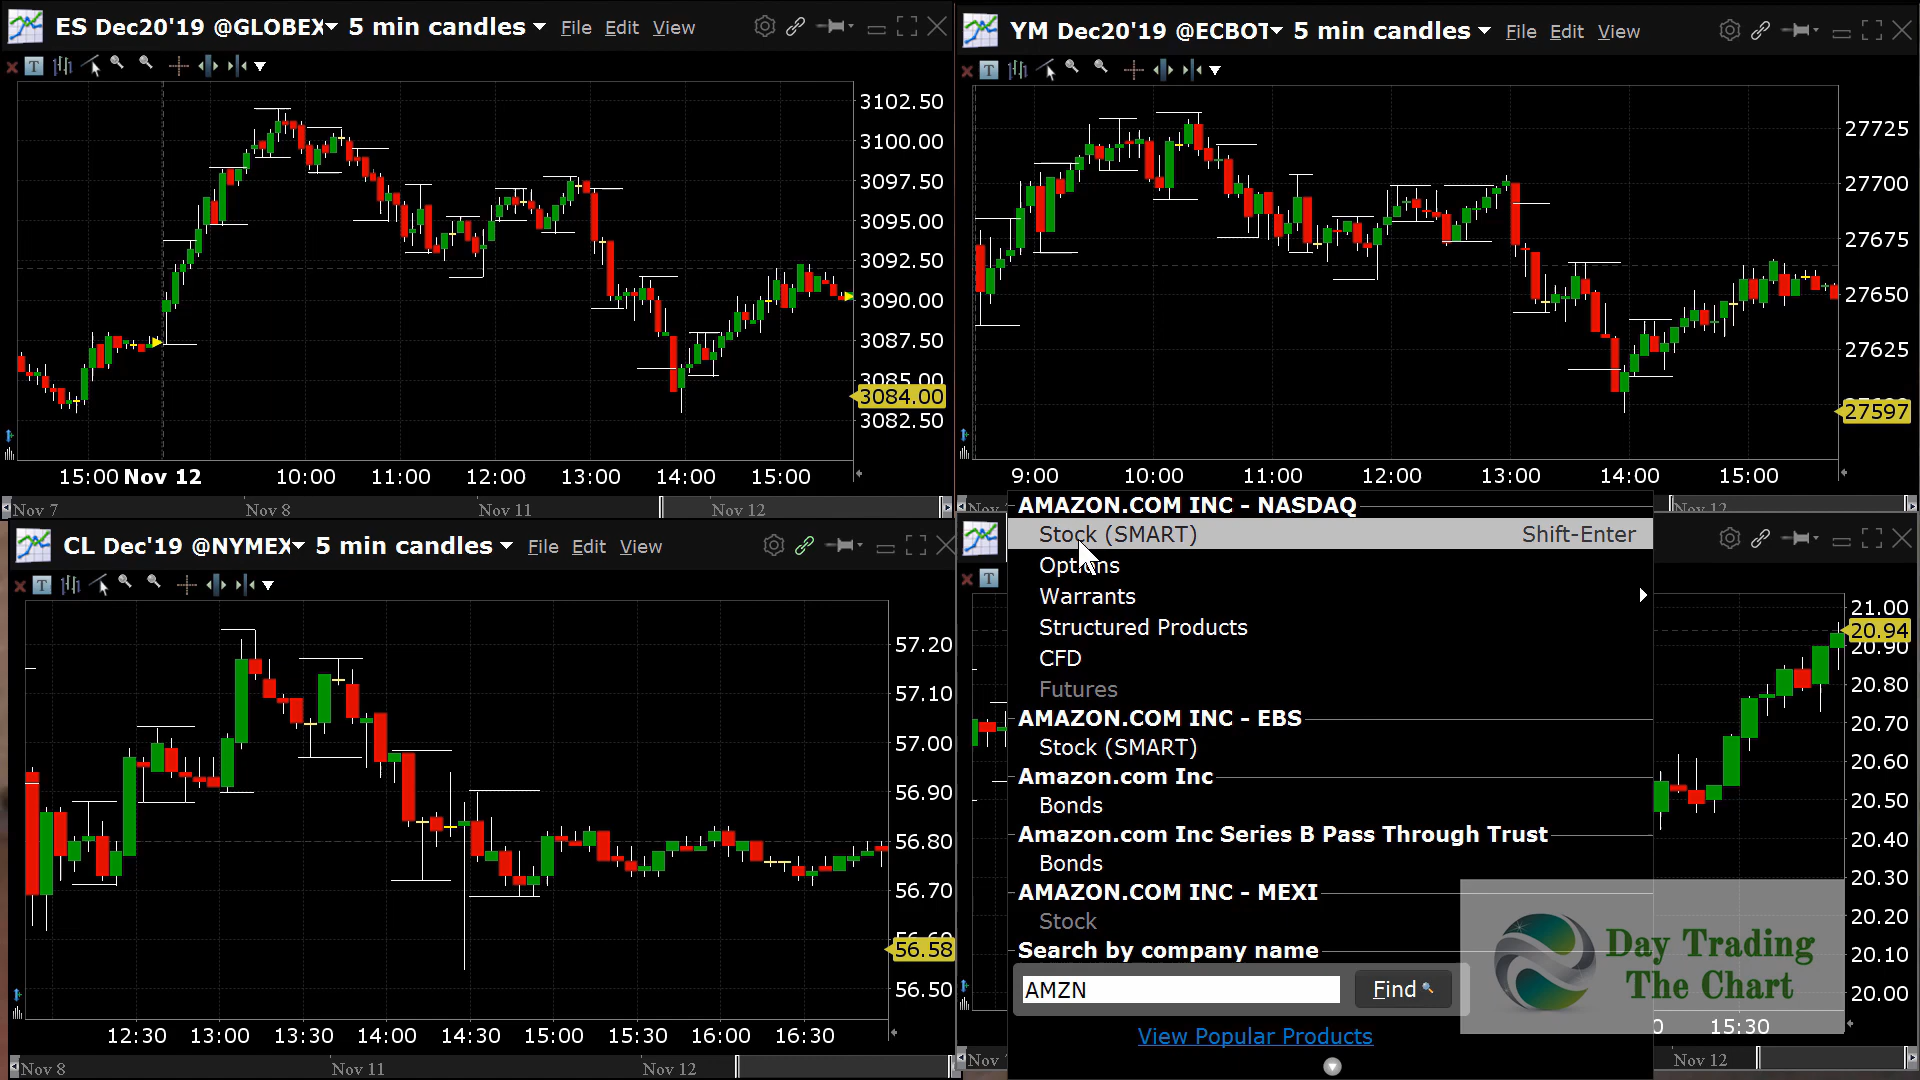 ES Dec20'19 @GLOBEX 5 min candles File Edit View
T
3102.50
3100.00
3097.50
3095.00
3092.50
3090.00
3087.50
3085.00
3084.00
3082.50
15:00 Nov 12 10:00 11:00 12:00 13:00 14:00 15:00
Nov 7 Nov 8 Nov 11 Nov 12
YM Dec20'19 @ECBOT 5 min candles File Edit View
T
27725
27700
27675
27650
27625
27597
9:00 10:00 11:00 12:00 13:00 14:00 15:00
Nov 12
CL Dec'19 @NYMEX 5 min candles File Edit View
T
57.20
57.10
57.00
56.90
56.80
56.70
56.60
56.58
56.50
12:30 13:00 13:30 14:00 14:30 15:00 15:30 16:00 16:30
Nov 8 Nov 11 Nov 12
T
AMAZON.COM INC - NASDAQ
Stock (SMART) Shift-Enter
Options
Warrants
Structured Products
CFD
Futures
AMAZON.COM INC - EBS
Stock (SMART)
Amazon.com Inc
Bonds
Amazon.com Inc Series B Pass Through Trust
Bonds
AMAZON.COM INC - MEXI
Stock
Search by company name
AMZN Find
View Popular Products
21.00
20.94
20.90
20.80
20.70
20.60
20.50
20.40
20.30
20.20
20.10
20.00
15:30
Nov 12
Day Trading
The Chart